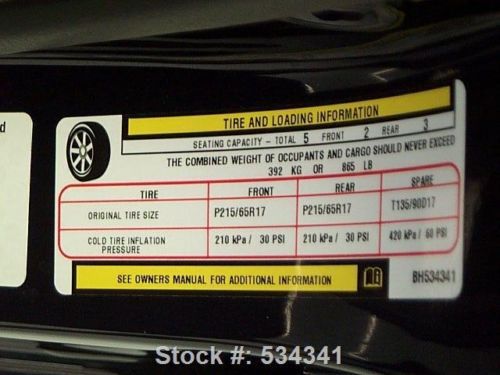 d
TIRE AND LOADING INFORMATION
SEATING CAPACITY - TOTAL 5 FRONT 2 REAR 3
THE COMBINED WEIGHT OF OCCUPANTS AND CARGO SHOULD NEVER EXCEED
392 KG OR 865 LB
TIRE FRONT REAR SPARE
ORIGINAL TIRE SIZE P215/65R17 P215/65R17 T135/90D17
COLD TIRE INFLATION PRESSURE 210 kPa / 30 PSI 210 kPa / 30 PSI 420 kPa / 60 PSI
SEE OWNERS MANUAL FOR ADDITIONAL INFORMATION
BH534341
Stock #: 534341